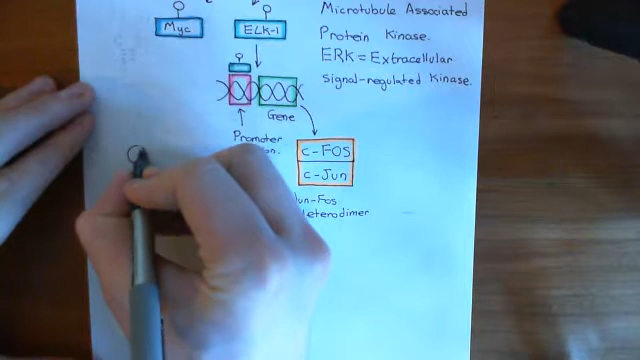 Microtubule Associated
Protein Kinase.
ERK = Extracellular
signal-regulated Kinase.
Myc
ELK-1
Gene
Promoter
c-FOS
c-Jun
Jun-Fos
Heterodimer